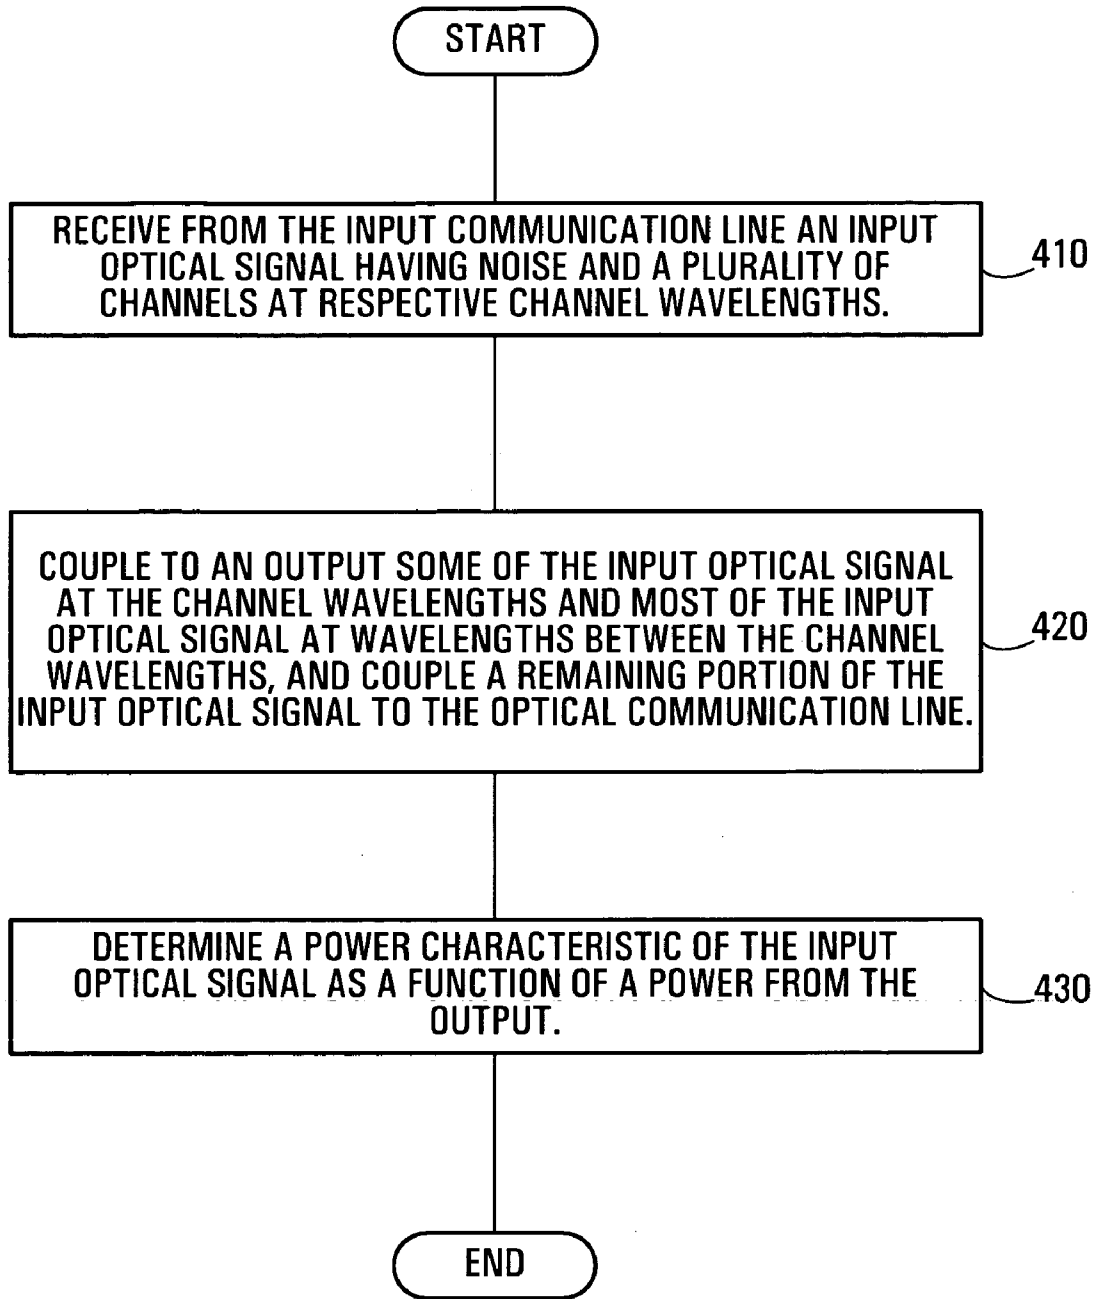 START
RECEIVE FROM THE INPUT COMMUNICATION LINE AN INPUT
OPTICAL SIGNAL HAVING NOISE AND A PLURALITY OF
CHANNELS AT RESPECTIVE CHANNEL WAVELENGTHS.
410
COUPLE TO AN OUTPUT SOME OF THE INPUT OPTICAL SIGNAL
AT THE CHANNEL WAVELENGTHS AND MOST OF THE INPUT
OPTICAL SIGNAL AT WAVELENGTHS BETWEEN THE CHANNEL
WAVELENGTHS, AND COUPLE A REMAINING PORTION OF THE
INPUT OPTICAL SIGNAL TO THE OPTICAL COMMUNICATION LINE.
420
DETERMINE A POWER CHARACTERISTIC OF THE INPUT
OPTICAL SIGNAL AS A FUNCTION OF A POWER FROM THE
OUTPUT.
430
END